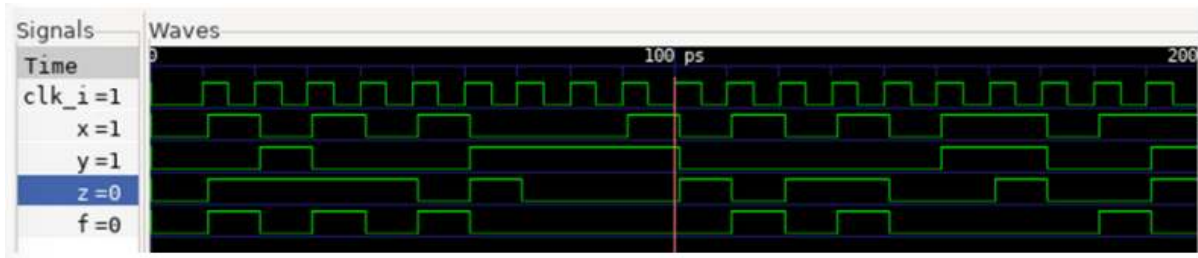 Signals Waves
Time 0 100 ps 200
clk_i=1
x=1
y=1
z=0
f=0